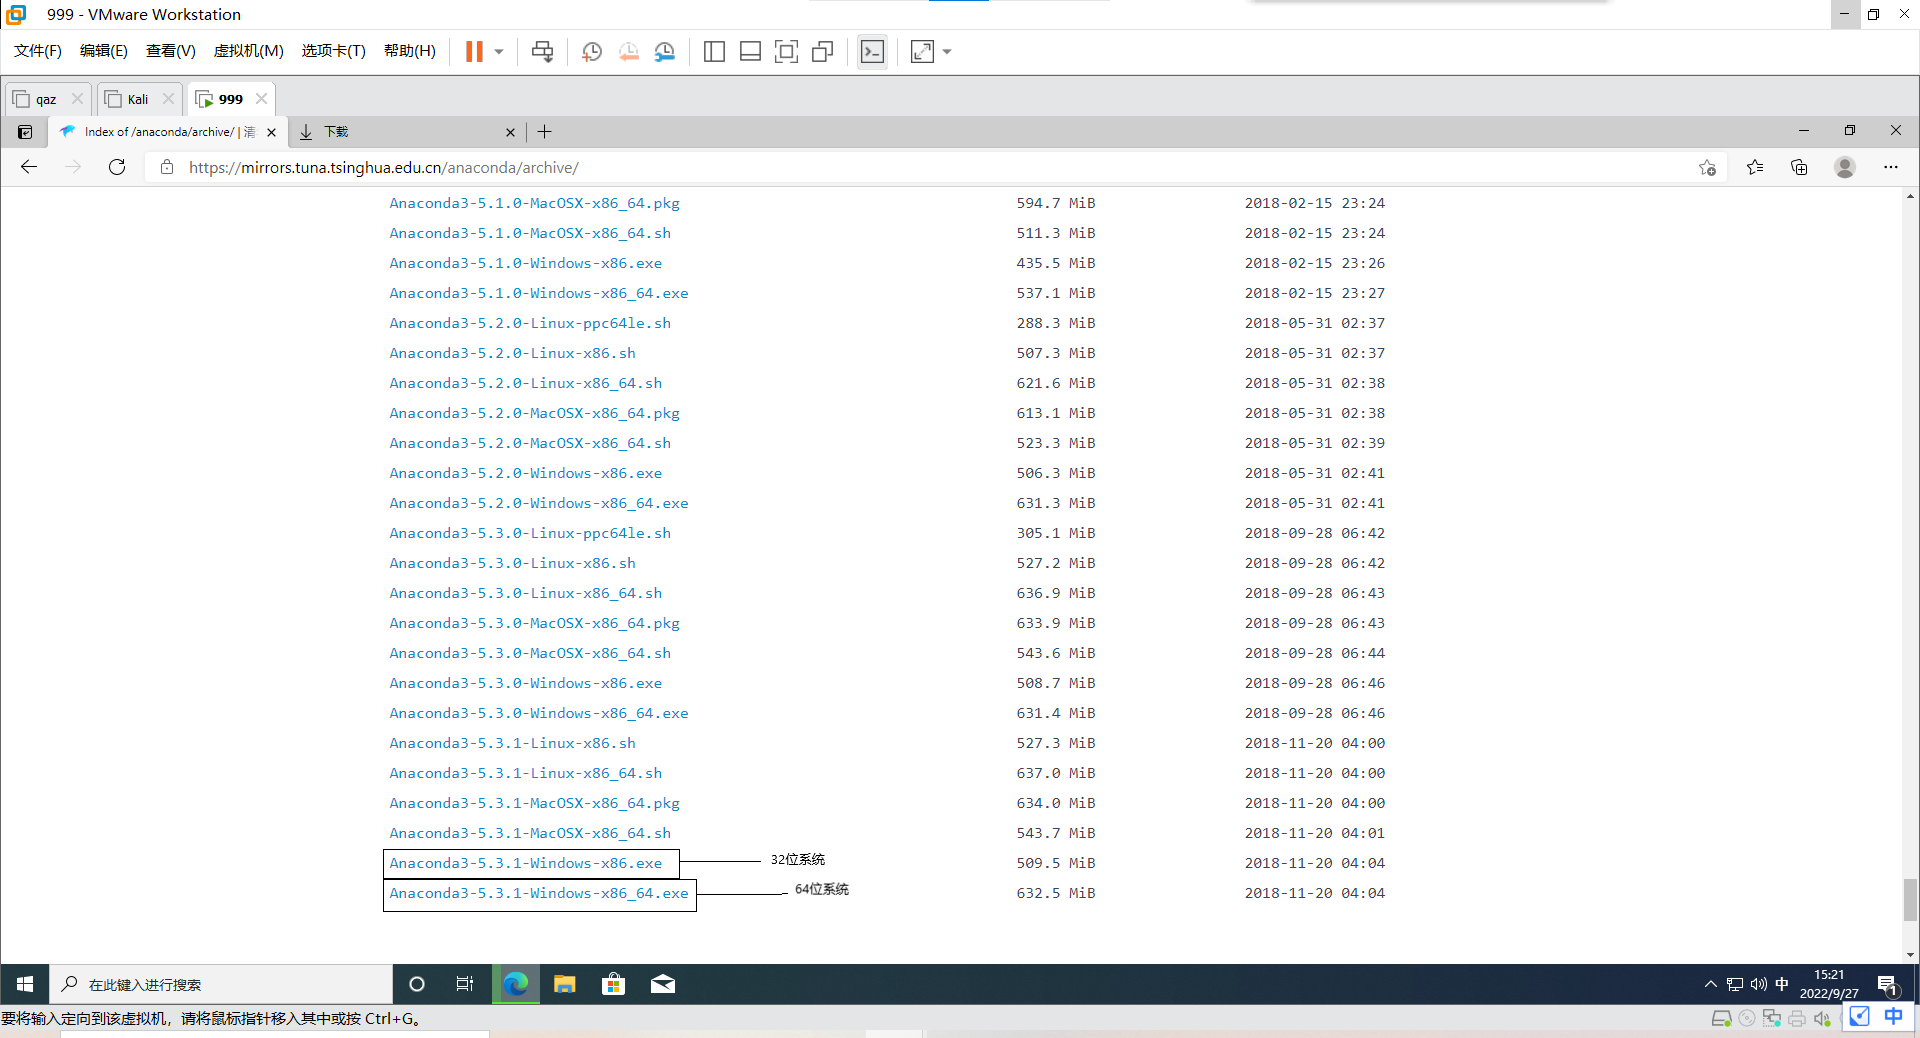 999 - VMware Workstation
文件(F) 编辑(E) 查看(V) 虚拟机(M) 选项卡(T) 帮助(H)
qaz Kali 999
Index of /anaconda/archive/ | 清 下载
https://mirrors.tuna.tsinghua.edu.cn/anaconda/archive/
Anaconda3-5.1.0-MacOSX-x86_64.pkg 594.7 MiB 2018-02-15 23:24
Anaconda3-5.1.0-MacOSX-x86_64.sh 511.3 MiB 2018-02-15 23:24
Anaconda3-5.1.0-Windows-x86.exe 435.5 MiB 2018-02-15 23:26
Anaconda3-5.1.0-Windows-x86_64.exe 537.1 MiB 2018-02-15 23:27
Anaconda3-5.2.0-Linux-ppc64le.sh 288.3 MiB 2018-05-31 02:37
Anaconda3-5.2.0-Linux-x86.sh 507.3 MiB 2018-05-31 02:37
Anaconda3-5.2.0-Linux-x86_64.sh 621.6 MiB 2018-05-31 02:38
Anaconda3-5.2.0-MacOSX-x86_64.pkg 613.1 MiB 2018-05-31 02:38
Anaconda3-5.2.0-MacOSX-x86_64.sh 523.3 MiB 2018-05-31 02:39
Anaconda3-5.2.0-Windows-x86.exe 506.3 MiB 2018-05-31 02:41
Anaconda3-5.2.0-Windows-x86_64.exe 631.3 MiB 2018-05-31 02:41
Anaconda3-5.3.0-Linux-ppc64le.sh 305.1 MiB 2018-09-28 06:42
Anaconda3-5.3.0-Linux-x86.sh 527.2 MiB 2018-09-28 06:42
Anaconda3-5.3.0-Linux-x86_64.sh 636.9 MiB 2018-09-28 06:43
Anaconda3-5.3.0-MacOSX-x86_64.pkg 633.9 MiB 2018-09-28 06:43
Anaconda3-5.3.0-MacOSX-x86_64.sh 543.6 MiB 2018-09-28 06:44
Anaconda3-5.3.0-Windows-x86.exe 508.7 MiB 2018-09-28 06:46
Anaconda3-5.3.0-Windows-x86_64.exe 631.4 MiB 2018-09-28 06:46
Anaconda3-5.3.1-Linux-x86.sh 527.3 MiB 2018-11-20 04:00
Anaconda3-5.3.1-Linux-x86_64.sh 637.0 MiB 2018-11-20 04:00
Anaconda3-5.3.1-MacOSX-x86_64.pkg 634.0 MiB 2018-11-20 04:00
Anaconda3-5.3.1-MacOSX-x86_64.sh 543.7 MiB 2018-11-20 04:01
Anaconda3-5.3.1-Windows-x86.exe 32位系统 509.5 MiB 2018-11-20 04:04
Anaconda3-5.3.1-Windows-x86_64.exe 64位系统 632.5 MiB 2018-11-20 04:04
在此键入进行搜索 中 15:21
2022/9/27 1
要将输入定向到该虚拟机，请将鼠标指针移入其中或按 Ctrl+G。 中